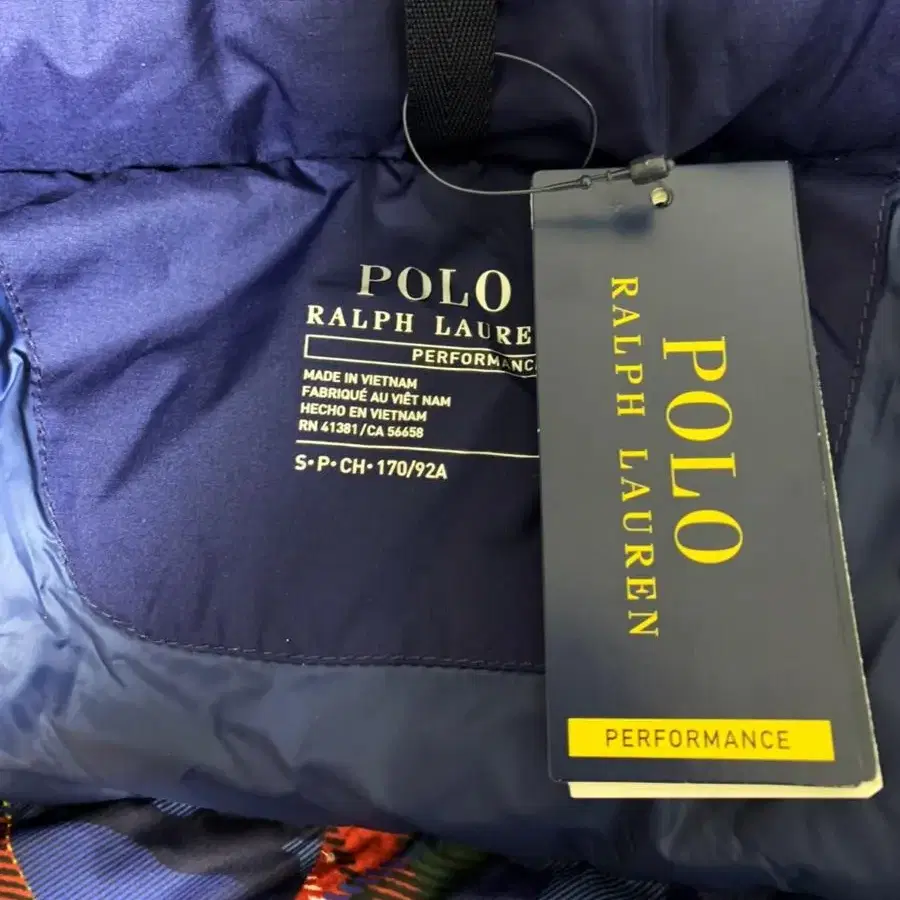 POLO
RALPH LAURE
PERFORMANC
MADE IN VIETNAM
FABRIQUÉ AU VIÊT NAM
HECHO EN VIETNAM
RN 41381/CA 56658
S•P•CH•170/92A
POLO
RALPH LAUREN
PERFORMANCE